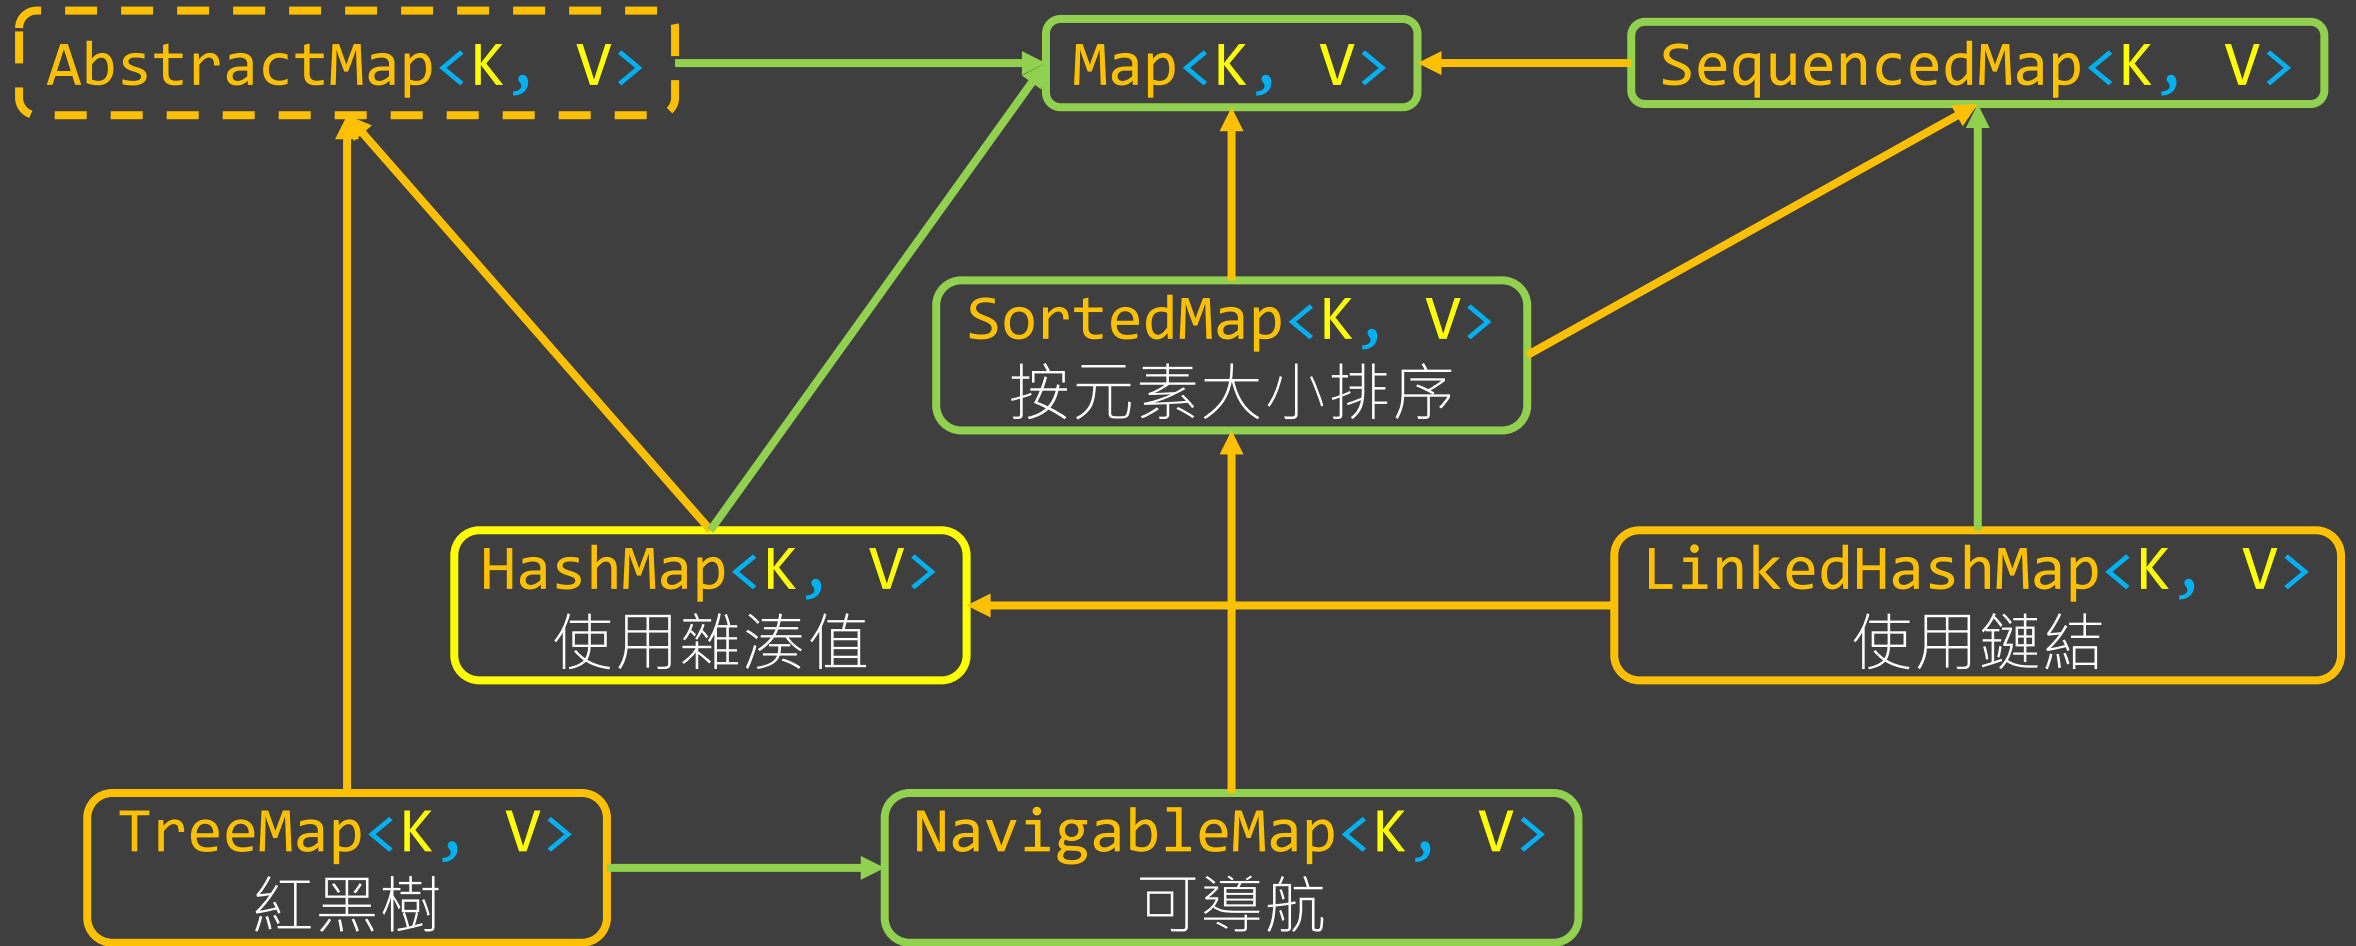 AbstractMap<K, V>
Map<K, V>
SequencedMap<K, V>
SortedMap<K, V>
按元素大小排序
HashMap<K, V>
使用雜湊值
LinkedHashMap<K, V>
使用鏈結
TreeMap<K, V>
紅黑樹
NavigableMap<K, V>
可導航